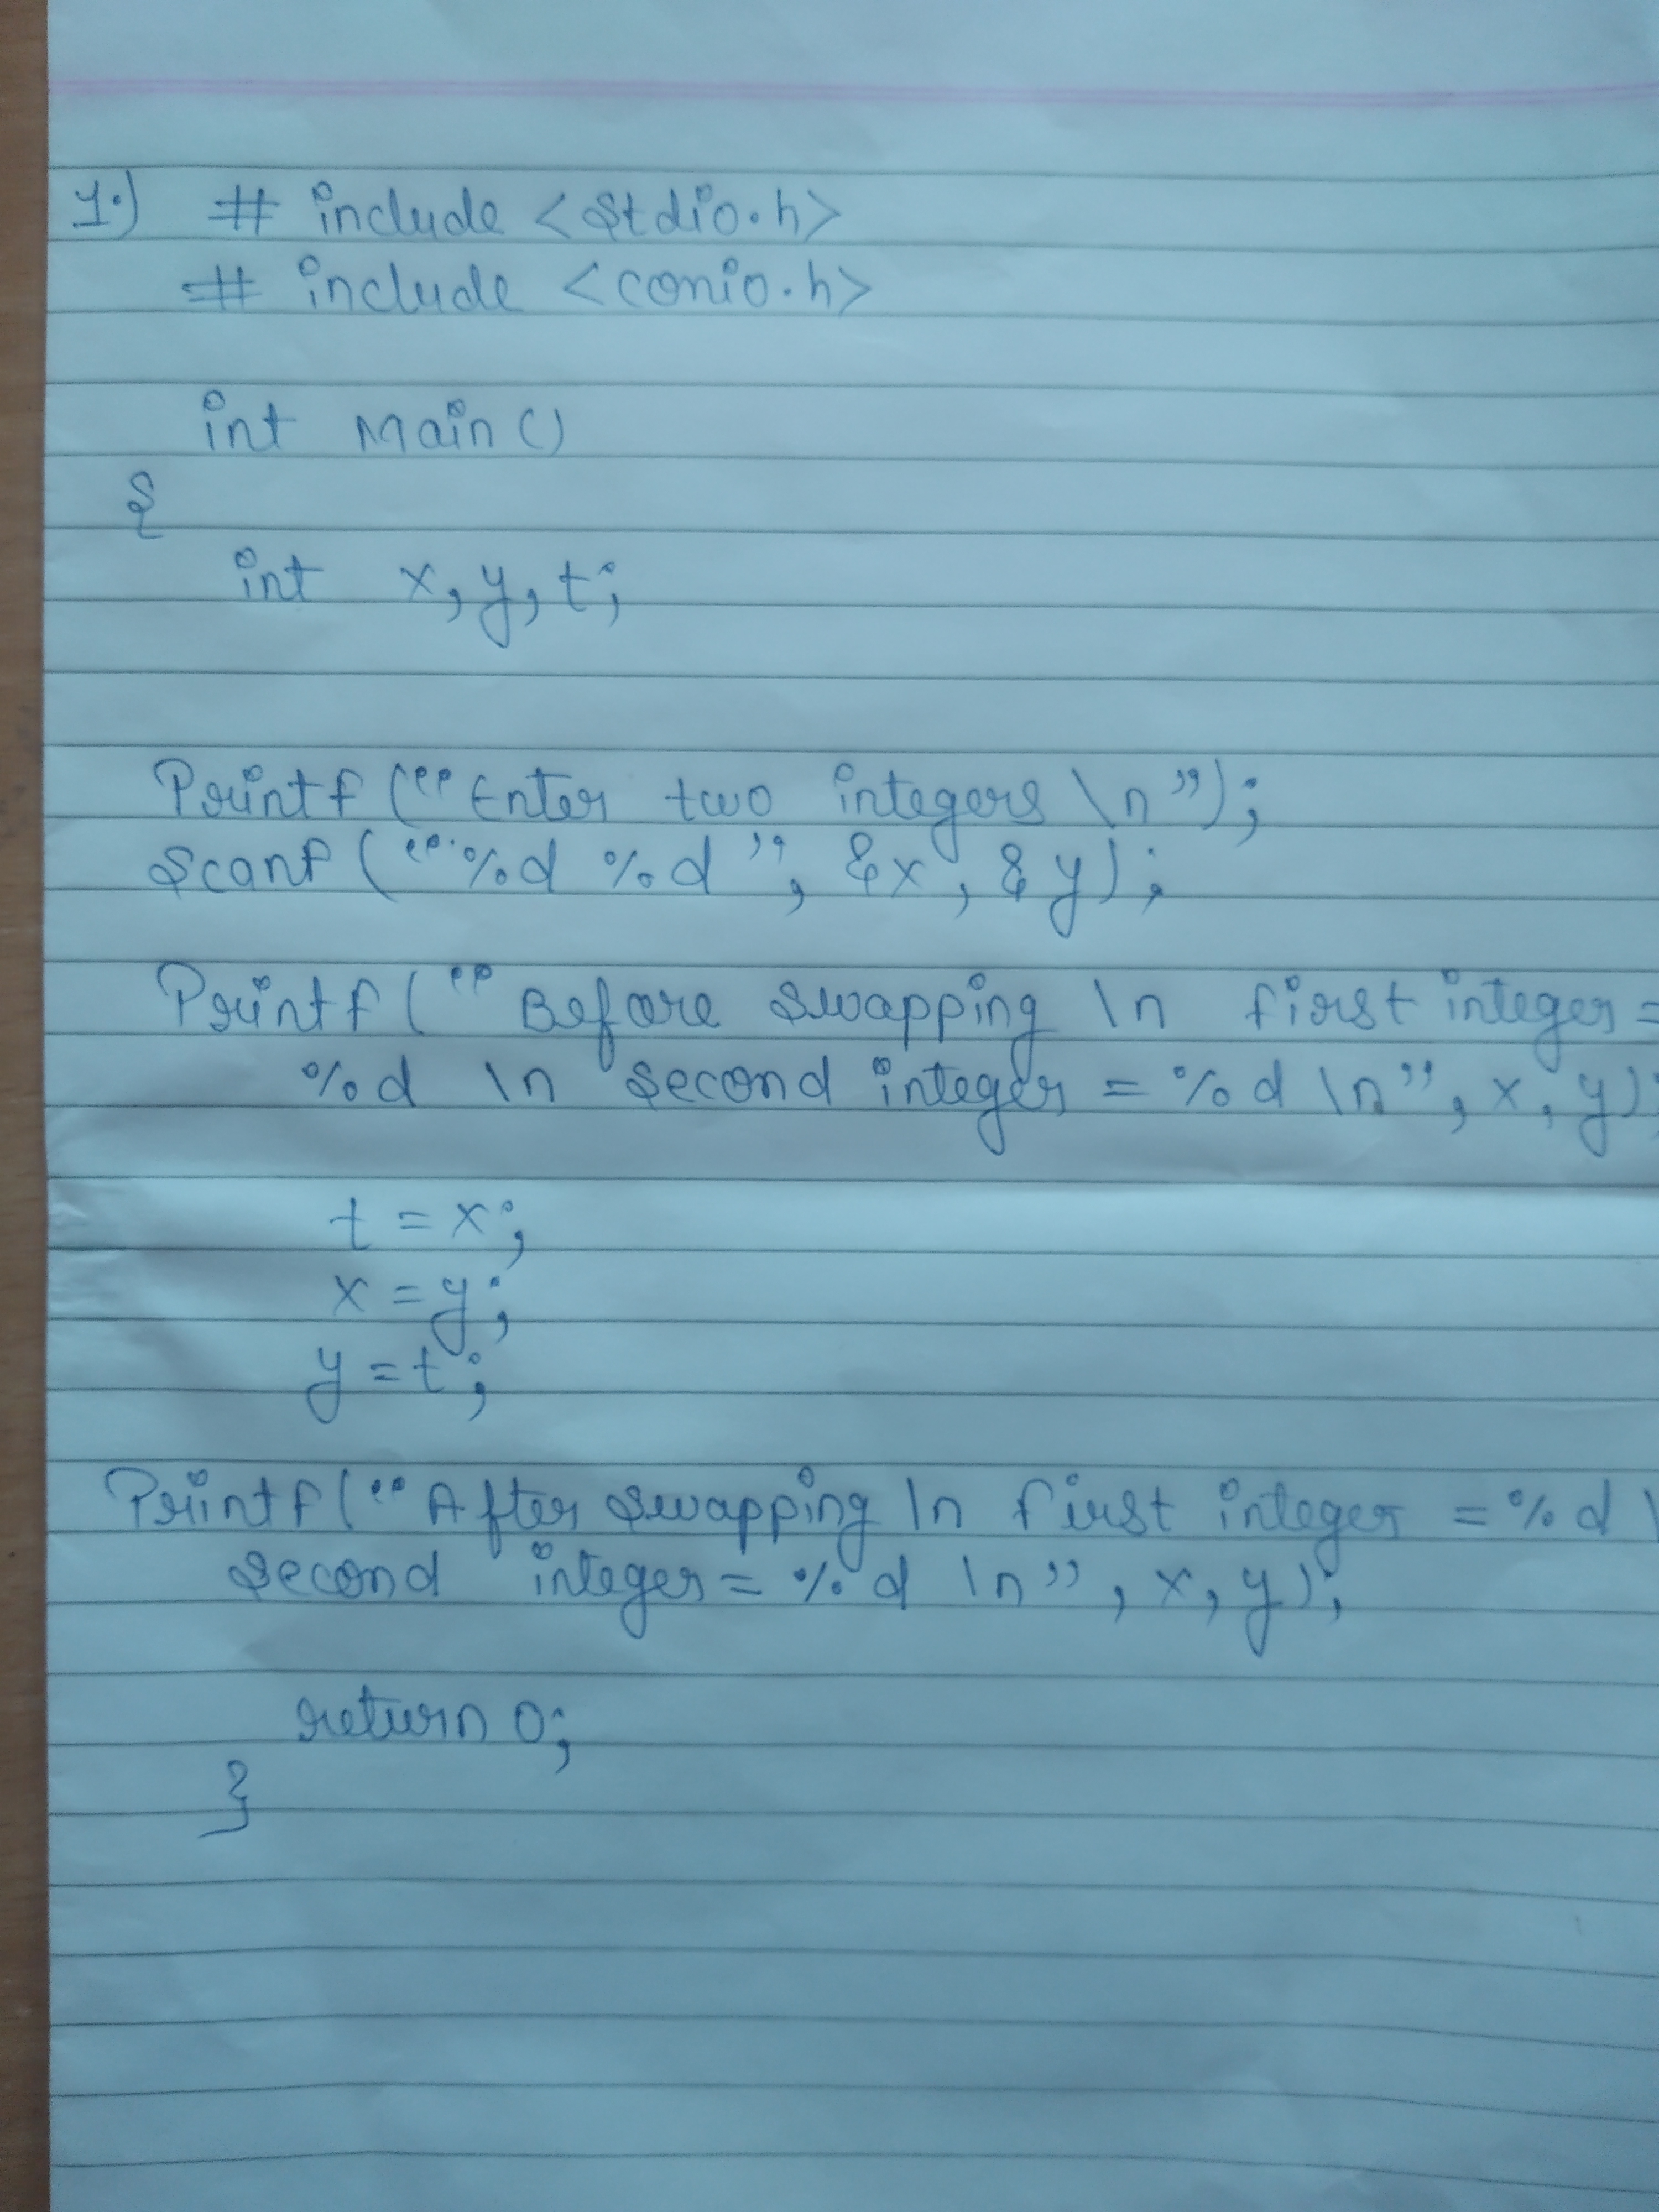 1.) # include <stdio.h>
# include <conio.h>
int main ()
{
int x, y, t;
Printf (“Enter two integers \n”);
Scanf (“%d %d”, &x, &y);
Printf (“Before swapping \n first integer =
%d \n second integer = %d \n”, x, y);
t = x;
x = y;
y = t;
Printf (“After swapping \n first integer = %d \
second integer = %d \n”, x, y);
return 0;
}